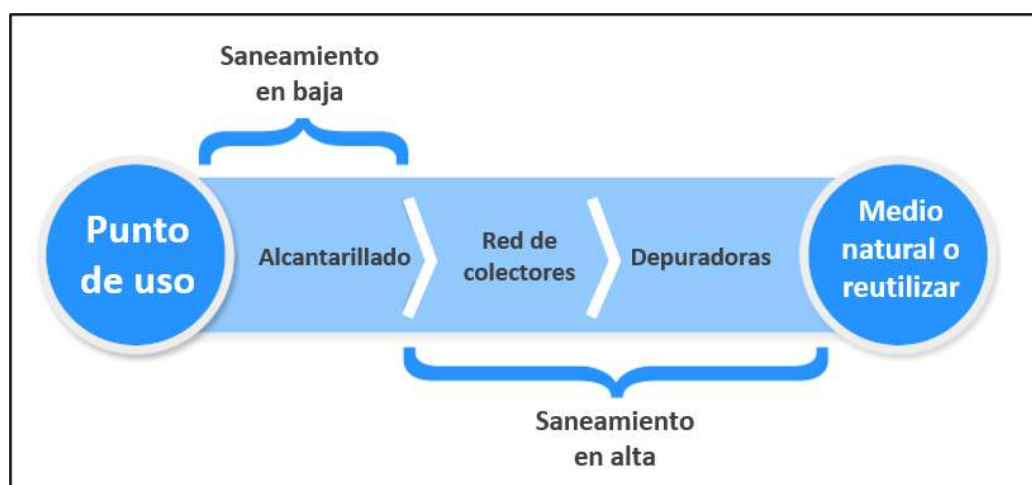 Saneamiento
en baja
Punto
de uso
Alcantarillado
Red de
colectores
Depuradoras
Medio
natural o
reutilizar
Saneamiento
en alta